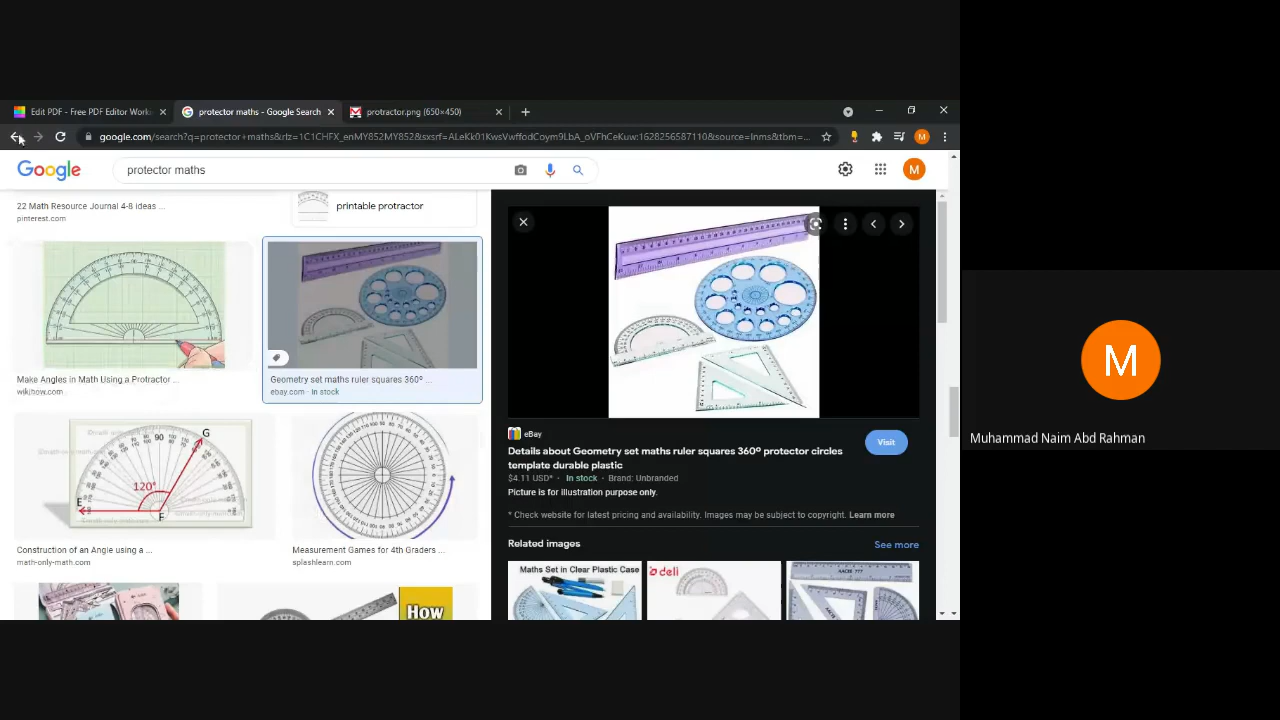 Edit PDF - Free PDF Editor Worki
protector maths - Google Search
protractor.png (650×450)
protector maths
Google
M
22 Math Resource Journal 4-8 ideas ...
pinterest.com
printable protractor
Make Angles in Math Using a Protractor ...
wikihow.com
Geometry set maths ruler squares 360º ...
ebay.com - In stock
G
90
120°
E
F
Construction of an Angle using a ...
math-only-math.com
Measurement Games for 4th Graders ...
splashlearn.com
How
eBay
Visit
Details about Geometry set maths ruler squares 360º protector circles
template durable plastic
$4.11 USD* · In stock · Brand: Unbranded
Picture is for illustration purpose only.
* Check website for latest pricing and availability. Images may be subject to copyright. Learn more
Related images
See more
Maths Set in Clear Plastic Case
deli
M
Muhammad Naim Abd Rahman